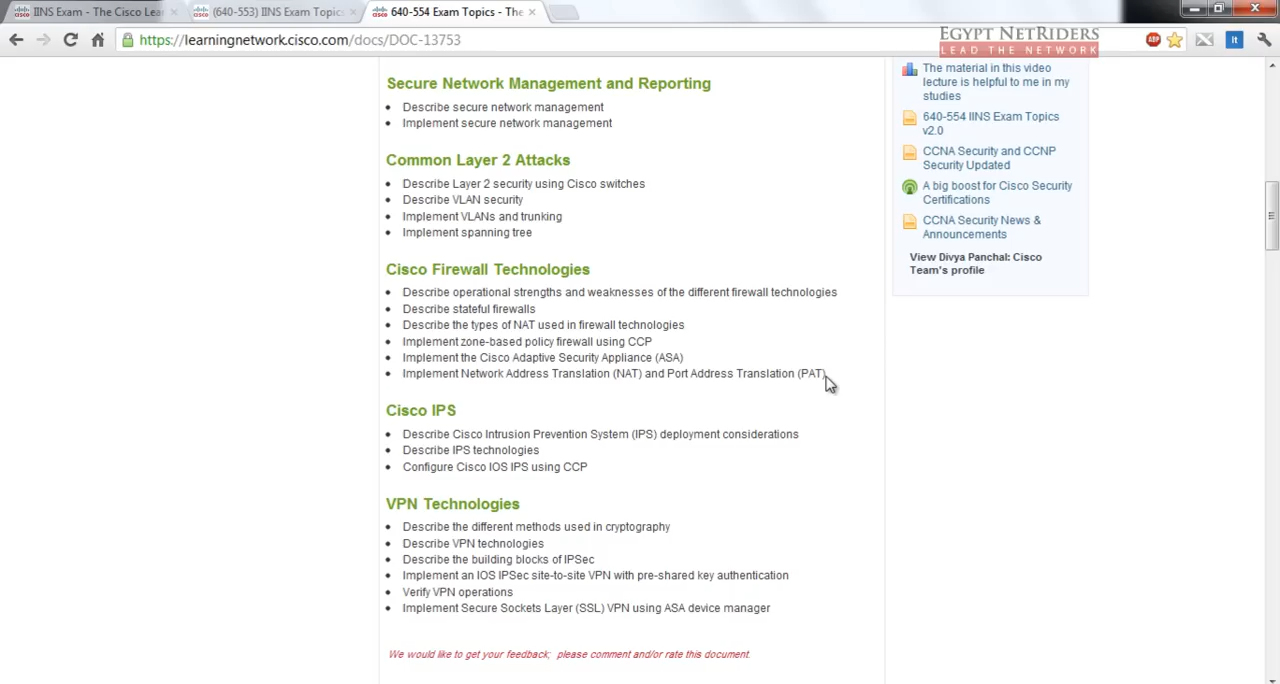 IINS Exam - The Cisco Lea
(640-553) IINS Exam Topics
640-554 Exam Topics - The
https://learningnetwork.cisco.com/docs/DOC-13753
EGYPT NETRIDERS
LEAD THE NETWORK
ABP
It
Secure Network Management and Reporting
Describe secure network management
Implement secure network management
Common Layer 2 Attacks
Describe Layer 2 security using Cisco switches
Describe VLAN security
Implement VLANs and trunking
Implement spanning tree
Cisco Firewall Technologies
Describe operational strengths and weaknesses of the different firewall technologies
Describe stateful firewalls
Describe the types of NAT used in firewall technologies
Implement zone-based policy firewall using CCP
Implement the Cisco Adaptive Security Appliance (ASA)
Implement Network Address Translation (NAT) and Port Address Translation (PAT)
Cisco IPS
Describe Cisco Intrusion Prevention System (IPS) deployment considerations
Describe IPS technologies
Configure Cisco IOS IPS using CCP
VPN Technologies
Describe the different methods used in cryptography
Describe VPN technologies
Describe the building blocks of IPSec
Implement an IOS IPSec site-to-site VPN with pre-shared key authentication
Verify VPN operations
Implement Secure Sockets Layer (SSL) VPN using ASA device manager
We would like to get your feedback; please comment and/or rate this document.
The material in this video
lecture is helpful to me in my
studies
640-554 IINS Exam Topics
v2.0
CCNA Security and CCNP
Security Updated
A big boost for Cisco Security
Certifications
CCNA Security News &
Announcements
View Divya Panchal: Cisco
Team's profile